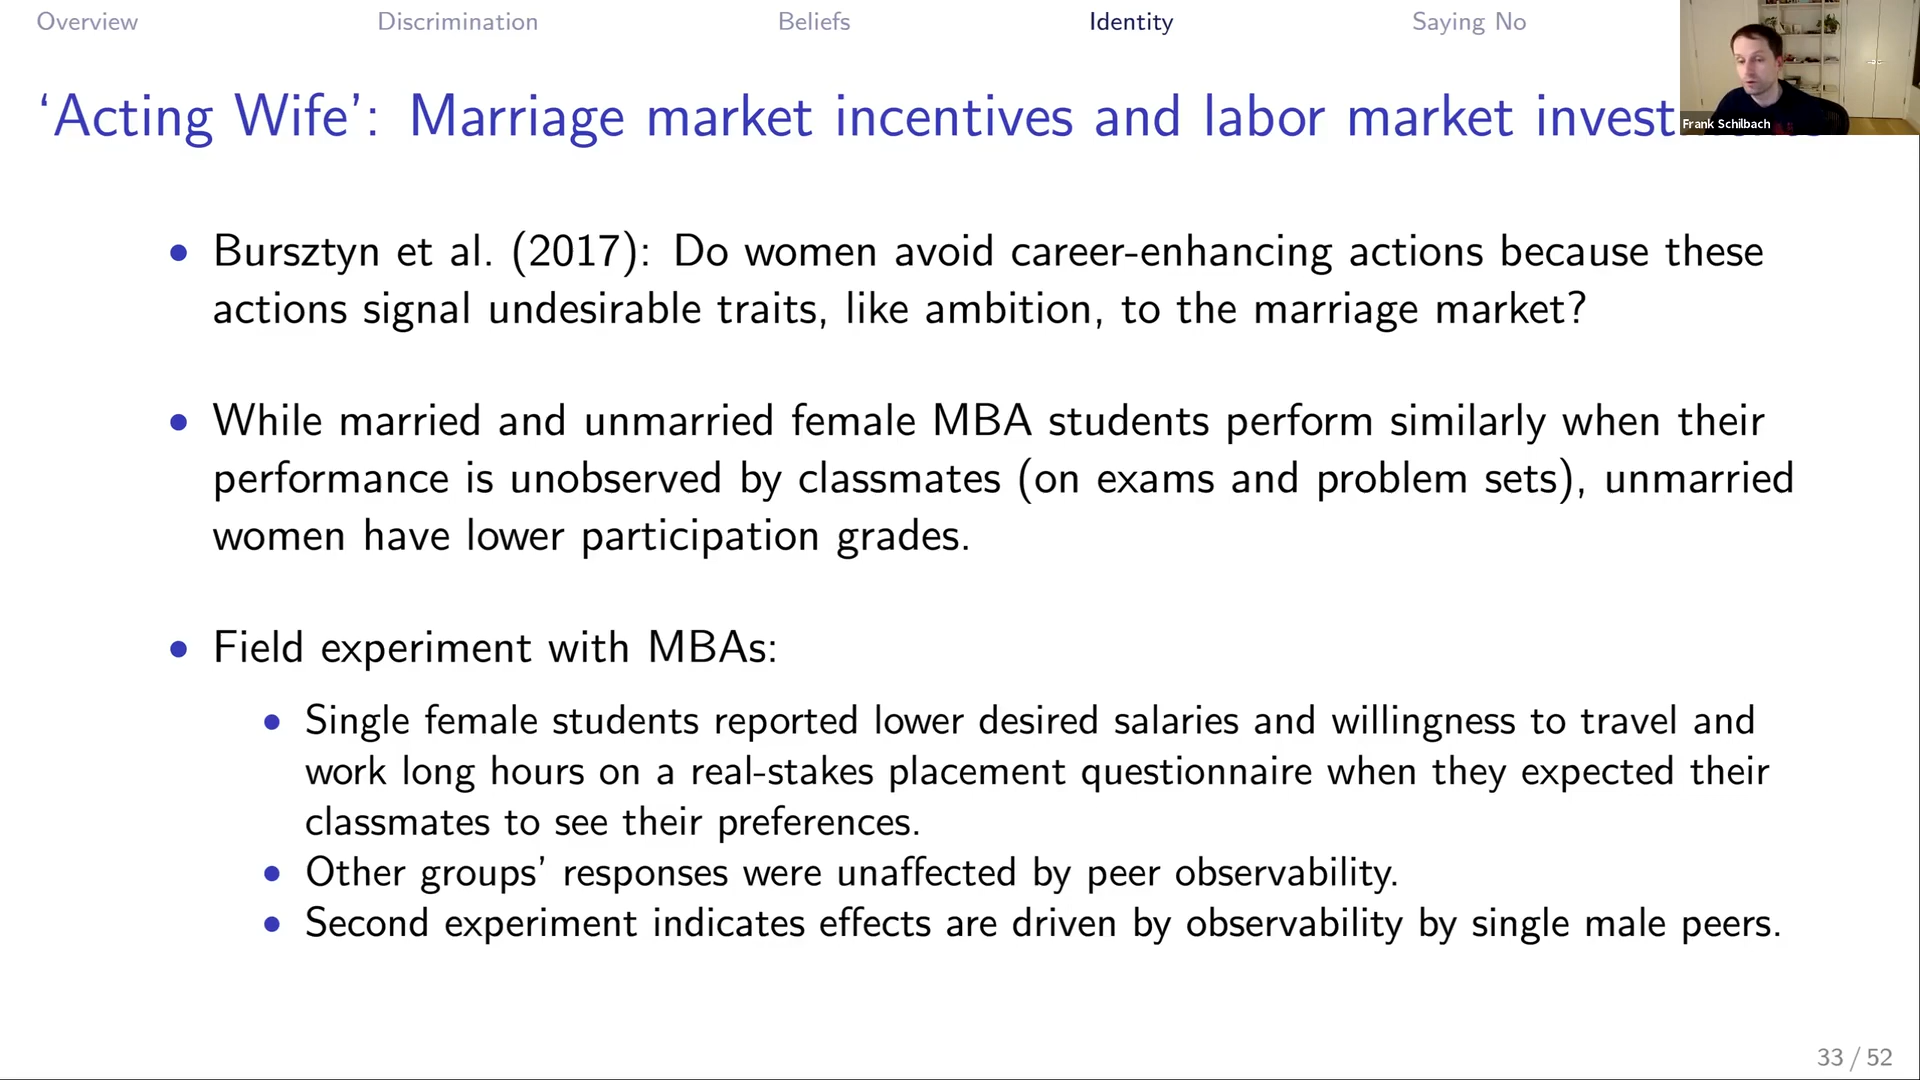 Overview Discrimination Beliefs Identity Saying No
‘Acting Wife’: Marriage market incentives and labor market invest
Frank Schilbach
• Bursztyn et al. (2017): Do women avoid career-enhancing actions because these
actions signal undesirable traits, like ambition, to the marriage market?
• While married and unmarried female MBA students perform similarly when their
performance is unobserved by classmates (on exams and problem sets), unmarried
women have lower participation grades.
• Field experiment with MBAs:
• Single female students reported lower desired salaries and willingness to travel and
work long hours on a real-stakes placement questionnaire when they expected their
classmates to see their preferences.
• Other groups’ responses were unaffected by peer observability.
• Second experiment indicates effects are driven by observability by single male peers.
33 / 52